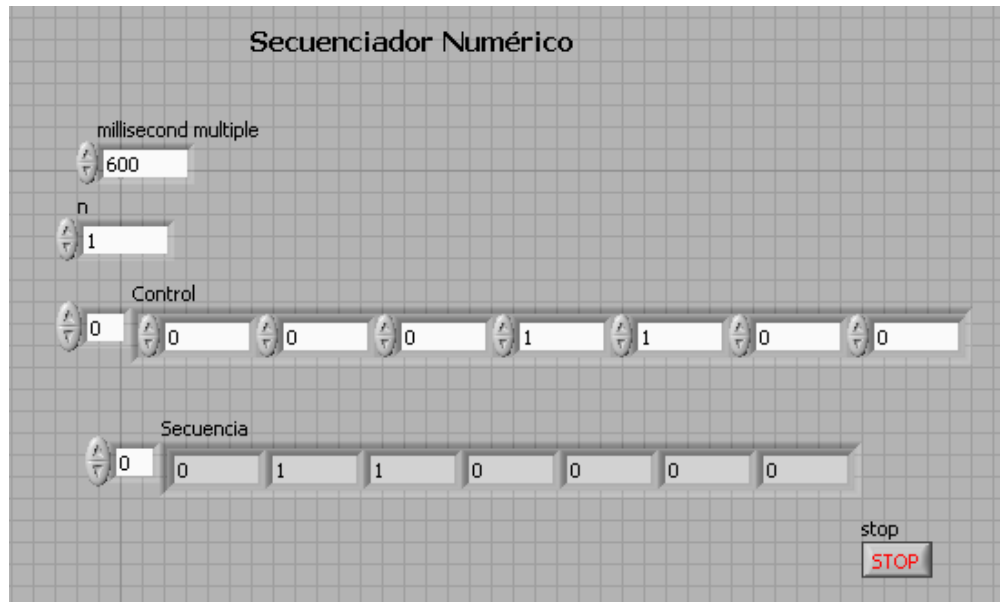 Secuenciador Numérico
millisecond multiple
600
n
1
Control
0 0 0 0 1 1 0 0
Secuencia
0 0 1 1 0 0 0 0
stop
STOP